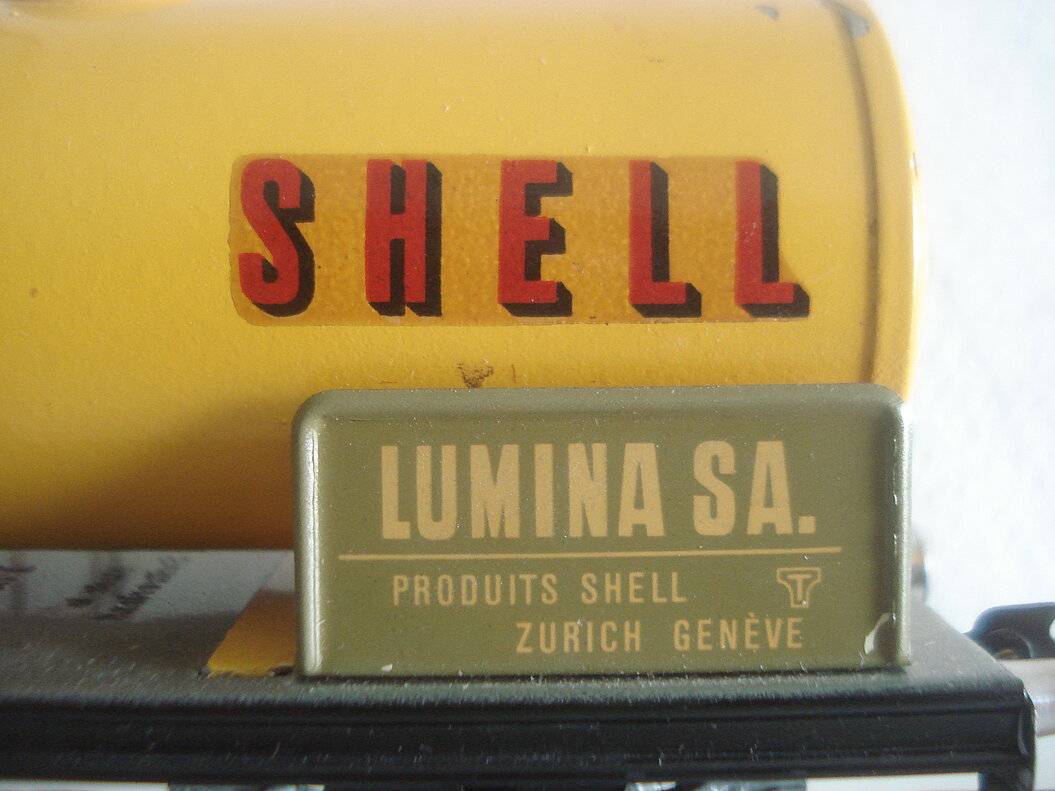 SHELL
LUMINA SA.
PRODUITS SHELL
T
ZURICH GENÈVE